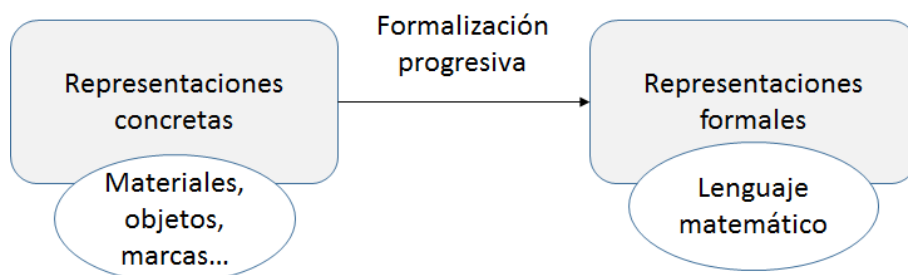 Formalización
progresiva
Representaciones
concretas
Materiales,
objetos,
marcas...
Representaciones
formales
Lenguaje
matemático